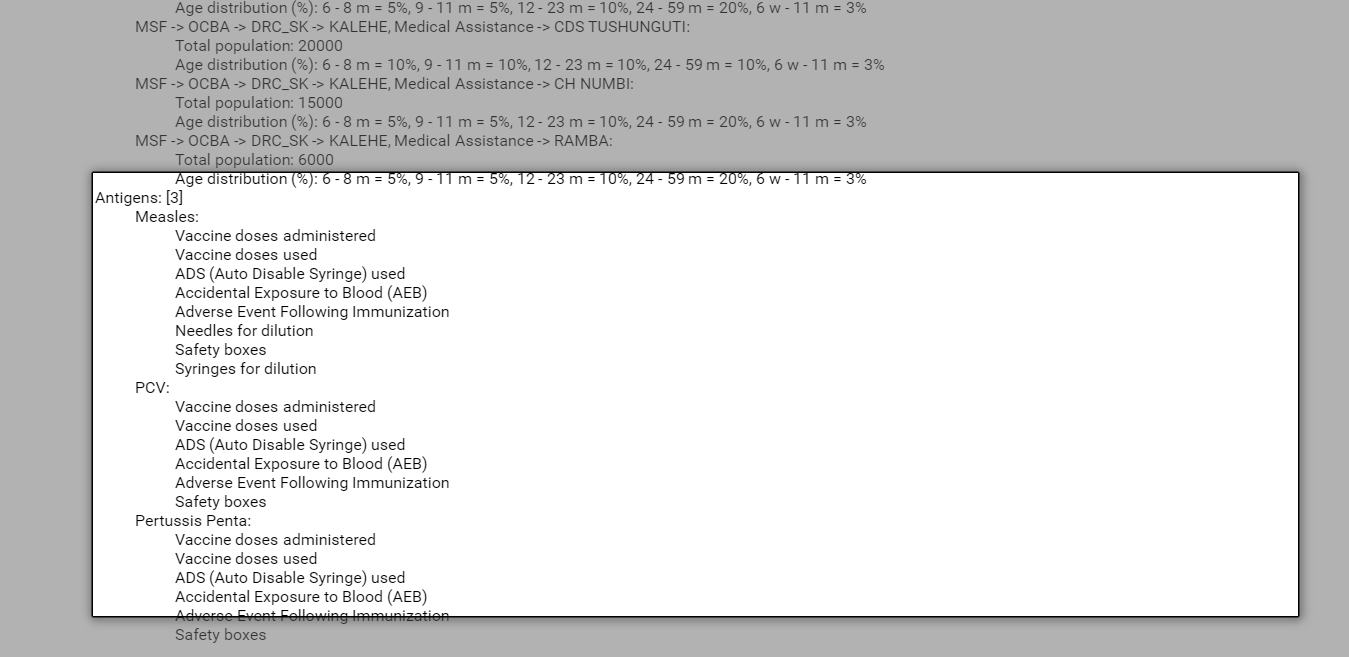 Age distribution (%): 6 - 8 m = 5%, 9 - 11 m = 5%, 12 - 23 m = 10%, 24 - 59 m = 20%, 6 w - 11 m = 3%
MSF -> OCBA -> DRC_SK -> KALEHE, Medical Assistance -> CDS TUSHUNGUTI:
Total population: 20000
Age distribution (%): 6 - 8 m = 10%, 9 - 11 m = 10%, 12 - 23 m = 10%, 24 - 59 m = 10%, 6 w - 11 m = 3%
MSF -> OCBA -> DRC_SK -> KALEHE, Medical Assistance -> CH NUMBI:
Total population: 15000
Age distribution (%): 6 - 8 m = 5%, 9 - 11 m = 5%, 12 - 23 m = 10%, 24 - 59 m = 20%, 6 w - 11 m = 3%
MSF -> OCBA -> DRC_SK -> KALEHE, Medical Assistance -> RAMBA:
Total population: 6000
Age distribution (%): 6 - 8 m = 5%, 9 - 11 m = 5%, 12 - 23 m = 10%, 24 - 59 m = 20%, 6 w - 11 m = 3%
Antigens: [3]
Measles:
Vaccine doses administered
Vaccine doses used
ADS (Auto Disable Syringe) used
Accidental Exposure to Blood (AEB)
Adverse Event Following Immunization
Needles for dilution
Safety boxes
Syringes for dilution
PCV:
Vaccine doses administered
Vaccine doses used
ADS (Auto Disable Syringe) used
Accidental Exposure to Blood (AEB)
Adverse Event Following Immunization
Safety boxes
Pertussis Penta:
Vaccine doses administered
Vaccine doses used
ADS (Auto Disable Syringe) used
Accidental Exposure to Blood (AEB)
Adverse Event Following Immunization
Safety boxes